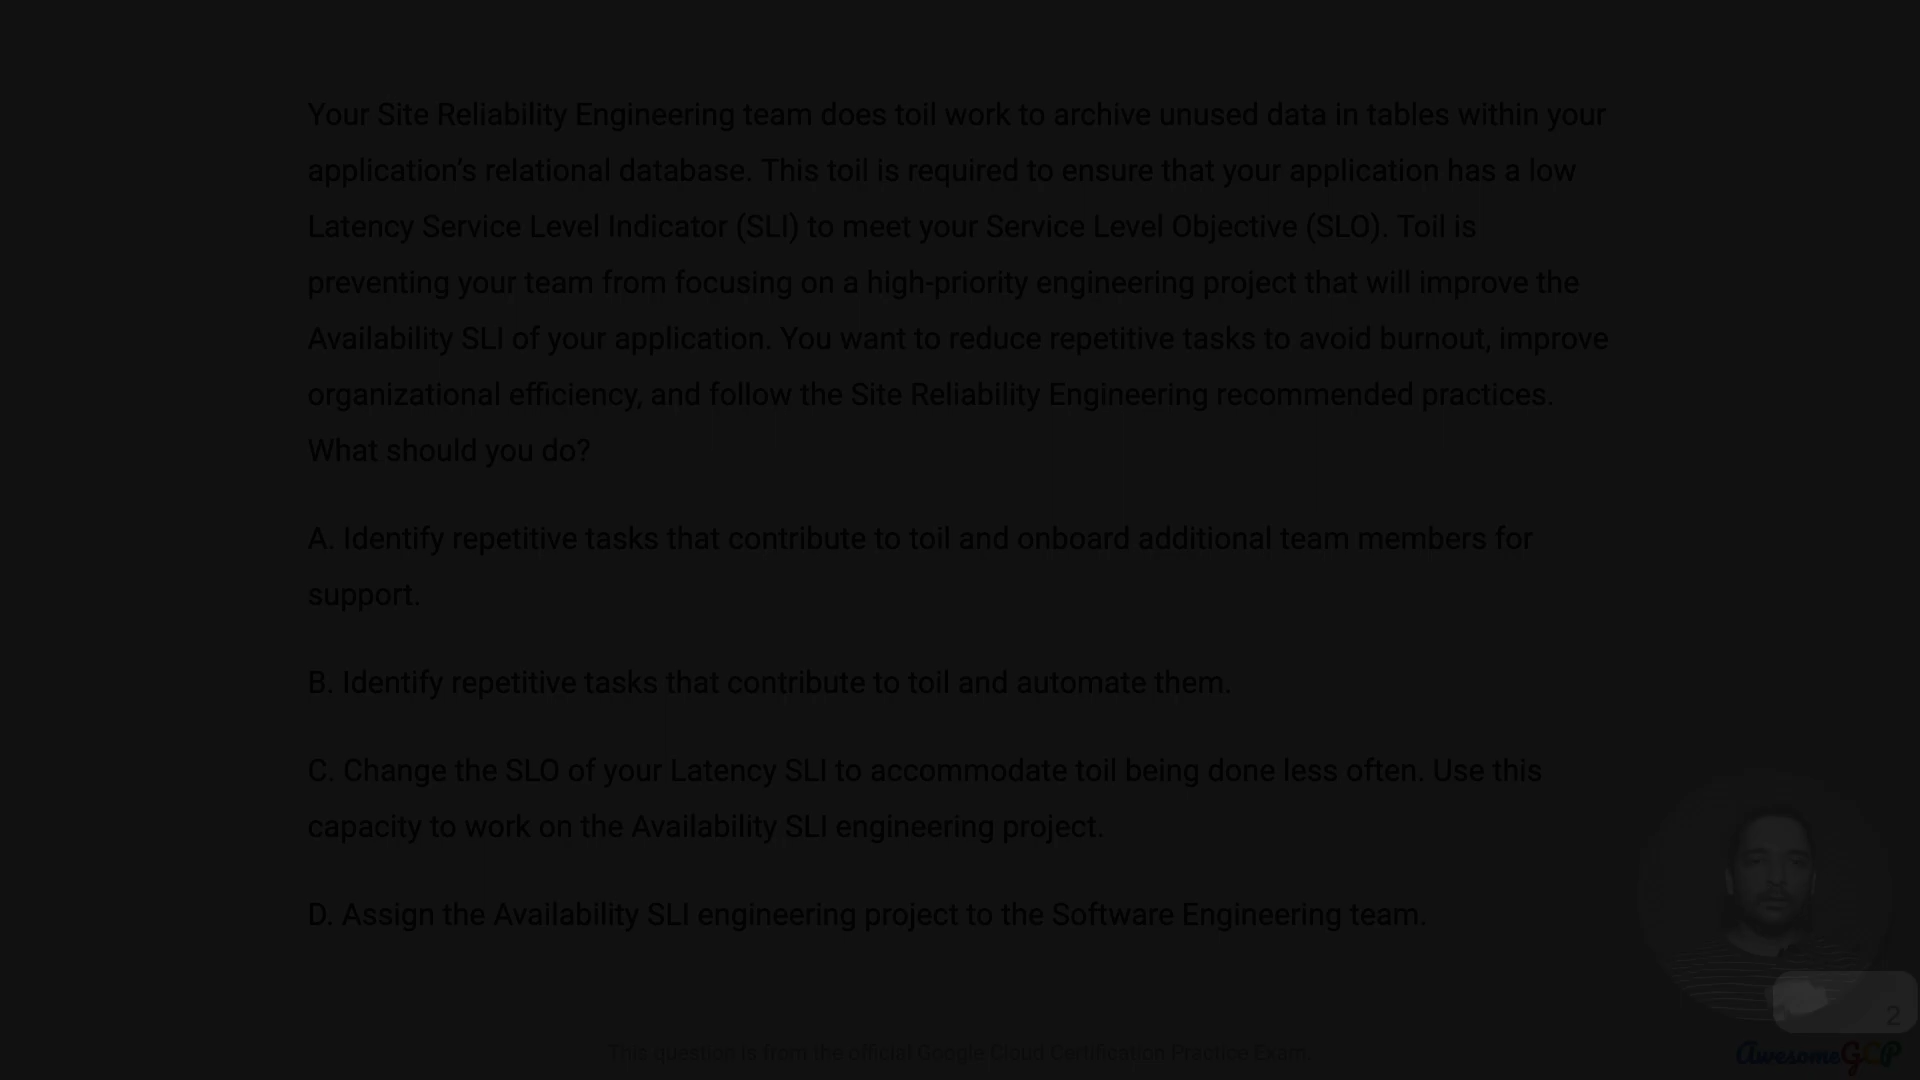 Your Site Reliability Engineering team does toil work to archive unused data in tables within your
application’s relational database. This toil is required to ensure that your application has a low
Latency Service Level Indicator (SLI) to meet your Service Level Objective (SLO). Toil is
preventing your team from focusing on a high-priority engineering project that will improve the
Availability SLI of your application. You want to reduce repetitive tasks to avoid burnout, improve
organizational efficiency, and follow the Site Reliability Engineering recommended practices.
What should you do?
A. Identify repetitive tasks that contribute to toil and onboard additional team members for
support.
B. Identify repetitive tasks that contribute to toil and automate them.
C. Change the SLO of your Latency SLI to accommodate toil being done less often. Use this
capacity to work on the Availability SLI engineering project.
D. Assign the Availability SLI engineering project to the Software Engineering team.
2
This question is from the official Google Cloud Certification Practice Exam.
AwesomeGCP